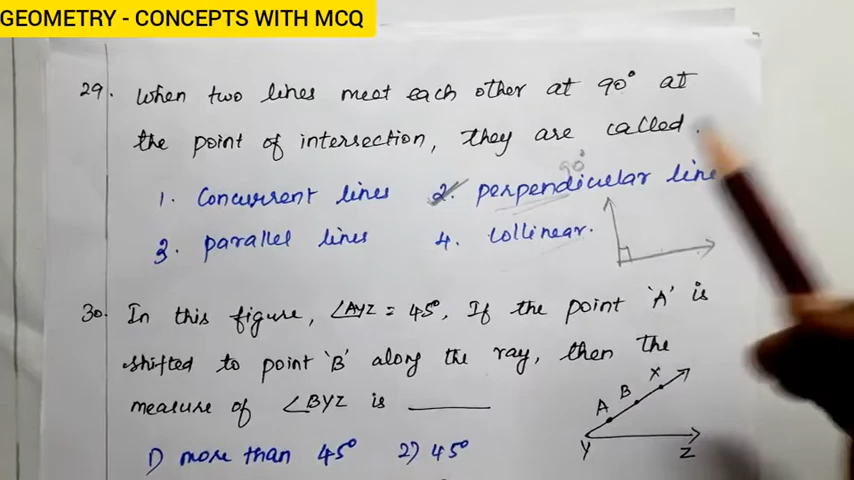 GEOMETRY - CONCEPTS WITH MCQ
29. When two lines meet each other at 90° at
the point of intersection, they are called.
90°
1. Concurrent lines 2. perpendicular line
3. parallel lines 4. Collinear.
30. In this figure, ∠AYZ = 45°, If the point 'A' is
shifted to point 'B' along the ray, then the
measure of ∠BYZ is ________
A B X
Y Z
1) more than 45° 2) 45°